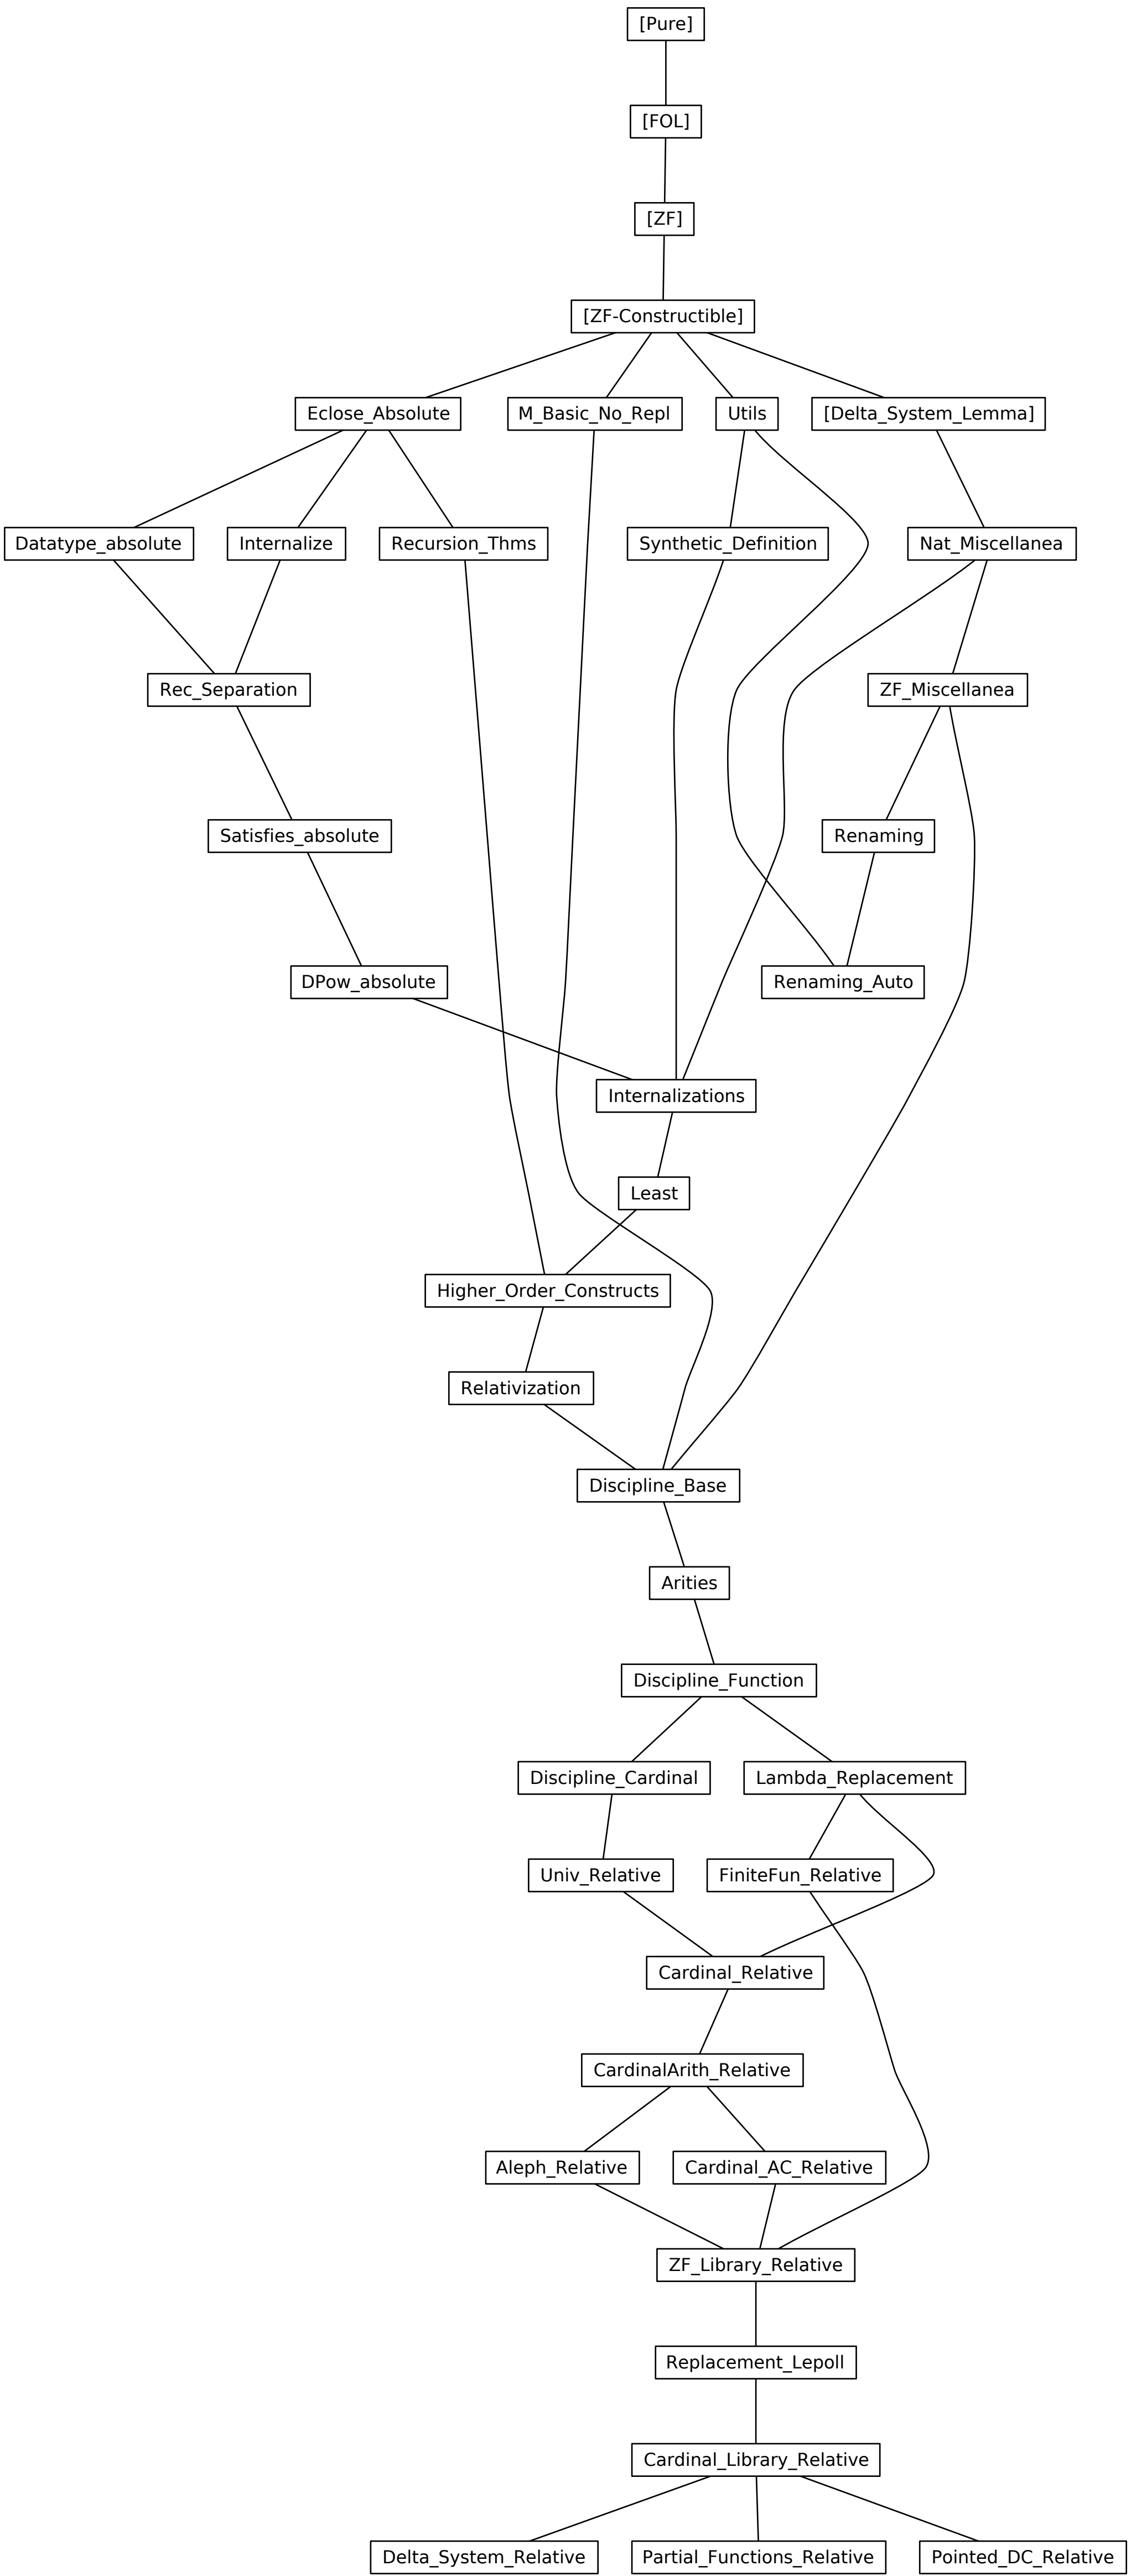 [Pure]
[FOL]
[ZF]
[ZF-Constructible]
Eclose_Absolute
M_Basic_No_Repl
Utils
[Delta_System_Lemma]
Datatype_absolute
Internalize
Recursion_Thms
Synthetic_Definition
Nat_Miscellanea
Rec_Separation
ZF_Miscellanea
Satisfies_absolute
Renaming
DPow_absolute
Renaming_Auto
Internalizations
Least
Higher_Order_Constructs
Relativization
Discipline_Base
Arities
Discipline_Function
Discipline_Cardinal
Lambda_Replacement
Univ_Relative
FiniteFun_Relative
Cardinal_Relative
CardinalArith_Relative
Aleph_Relative
Cardinal_AC_Relative
ZF_Library_Relative
Replacement_Lepoll
Cardinal_Library_Relative
Delta_System_Relative
Partial_Functions_Relative
Pointed_DC_Relative